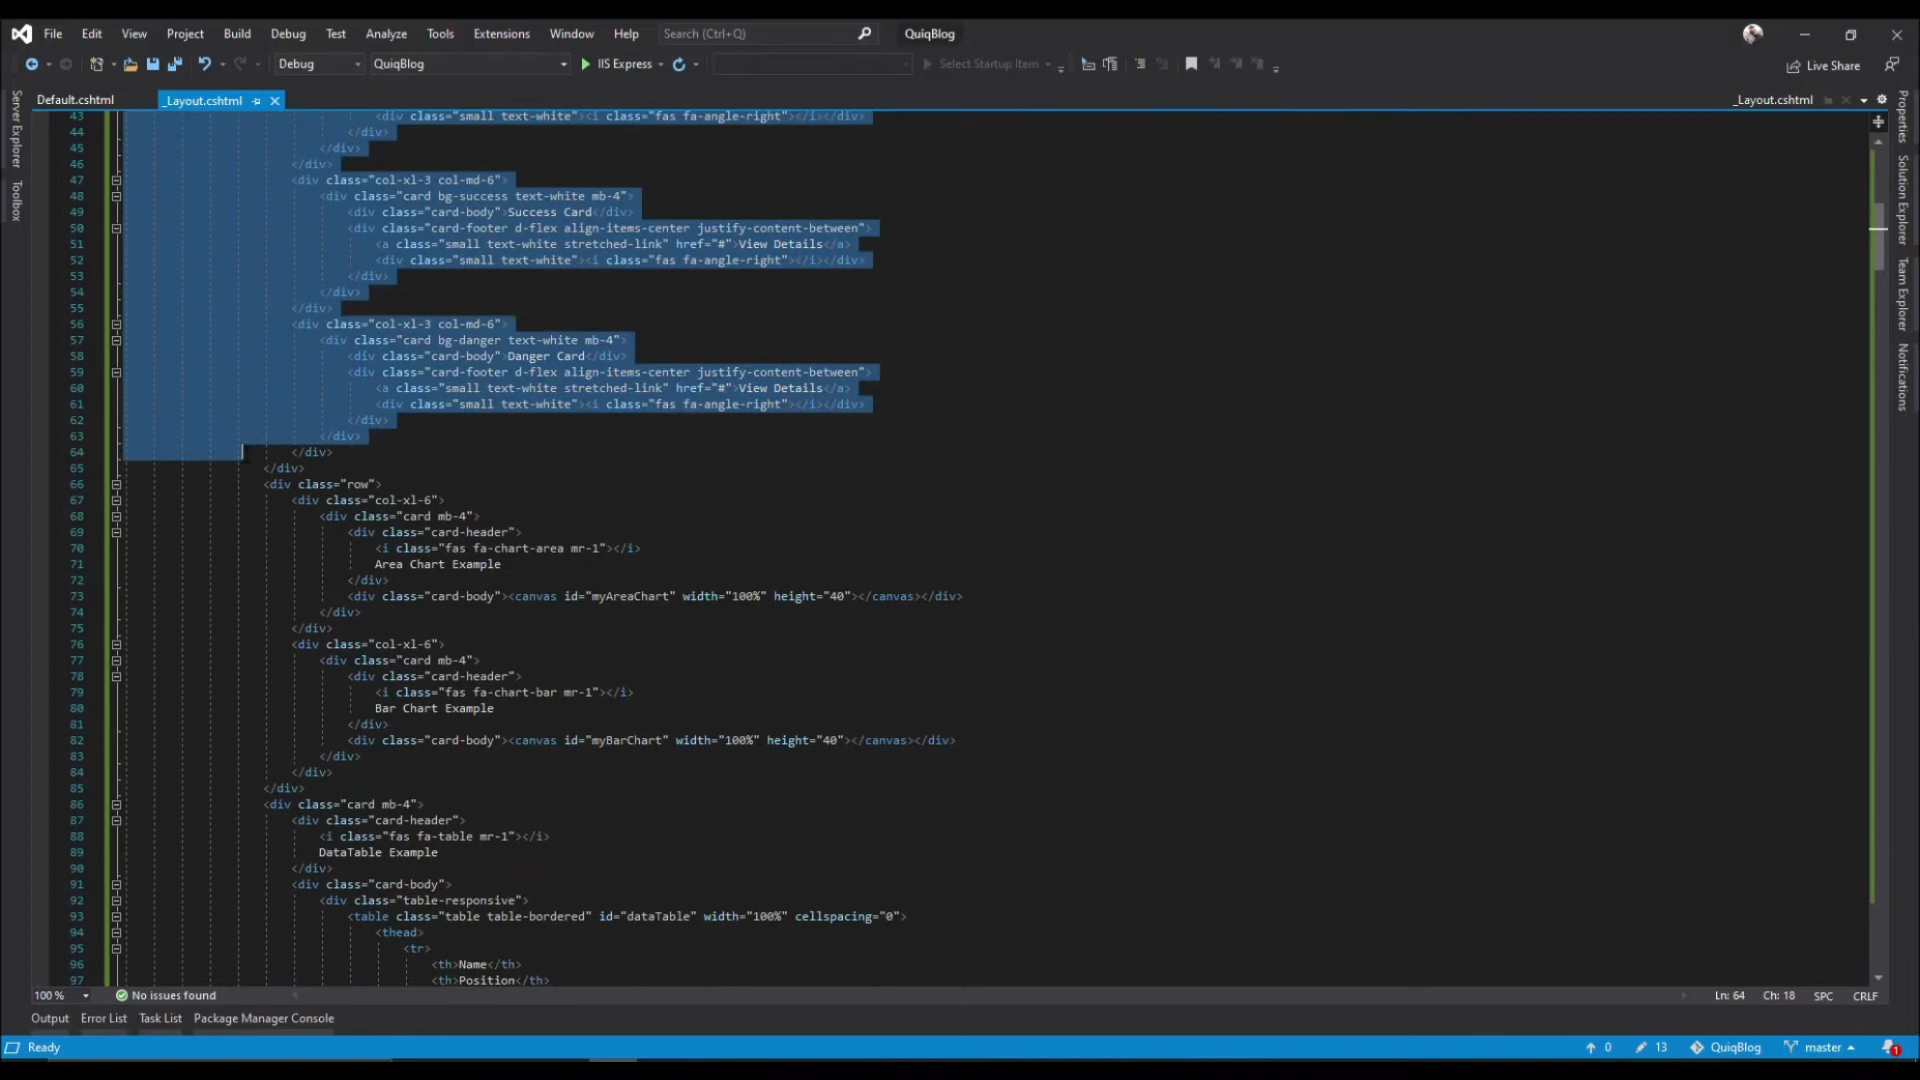 File Edit View Project Build Debug Test Analyze Tools Extensions Window Help Search (Ctrl+Q) QuiqBlog
Debug QuiqBlog IIS Express Select Startup Item Live Share
Default.cshtml _Layout.cshtml _Layout.cshtml
Server Explorer
Toolbox
Properties
Solution Explorer
Team Explorer
Notifications
43 <div class="small text-white"><i class="fas fa-angle-right"></i></div>
44 </div>
45 </div>
46 </div>
47 <div class="col-xl-3 col-md-6">
48 <div class="card bg-success text-white mb-4">
49 <div class="card-body">Success Card</div>
50 <div class="card-footer d-flex align-items-center justify-content-between">
51 <a class="small text-white stretched-link" href="#">View Details</a>
52 <div class="small text-white"><i class="fas fa-angle-right"></i></div>
53 </div>
54 </div>
55 </div>
56 <div class="col-xl-3 col-md-6">
57 <div class="card bg-danger text-white mb-4">
58 <div class="card-body">Danger Card</div>
59 <div class="card-footer d-flex align-items-center justify-content-between">
60 <a class="small text-white stretched-link" href="#">View Details</a>
61 <div class="small text-white"><i class="fas fa-angle-right"></i></div>
62 </div>
63 </div>
64 </div>
65 </div>
66 <div class="row">
67 <div class="col-xl-6">
68 <div class="card mb-4">
69 <div class="card-header">
70 <i class="fas fa-chart-area mr-1"></i>
71 Area Chart Example
72 </div>
73 <div class="card-body"><canvas id="myAreaChart" width="100%" height="40"></canvas></div>
74 </div>
75 </div>
76 <div class="col-xl-6">
77 <div class="card mb-4">
78 <div class="card-header">
79 <i class="fas fa-chart-bar mr-1"></i>
80 Bar Chart Example
81 </div>
82 <div class="card-body"><canvas id="myBarChart" width="100%" height="40"></canvas></div>
83 </div>
84 </div>
85 </div>
86 <div class="card mb-4">
87 <div class="card-header">
88 <i class="fas fa-table mr-1"></i>
89 DataTable Example
90 </div>
91 <div class="card-body">
92 <div class="table-responsive">
93 <table class="table table-bordered" id="dataTable" width="100%" cellspacing="0">
94 <thead>
95 <tr>
96 <th>Name</th>
97 <th>Position</th>
100 % No issues found Ln: 64 Ch: 18 SPC CRLF
Output Error List Task List Package Manager Console
Ready 0 13 QuiqBlog master 1